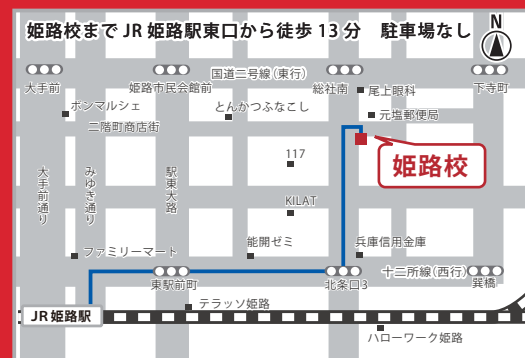 姫路校まで JR 姫路駅東口から徒歩 13 分　駐車場なし
N
国道二号線(東行)
大手前
姫路市民会館前
総社南
尾上眼科
下寺町
ボンマルシェ
とんかつふなこし
元塩郵便局
二階町商店街
姫路校
117
大手前通り
みゆき通り
駅東大路
KILAT
ファミリーマート
能開ゼミ
兵庫信用金庫
十二所線(西行)
東駅前町
北条口3
巽橋
テラッソ姫路
JR 姫路駅
ハローワーク姫路